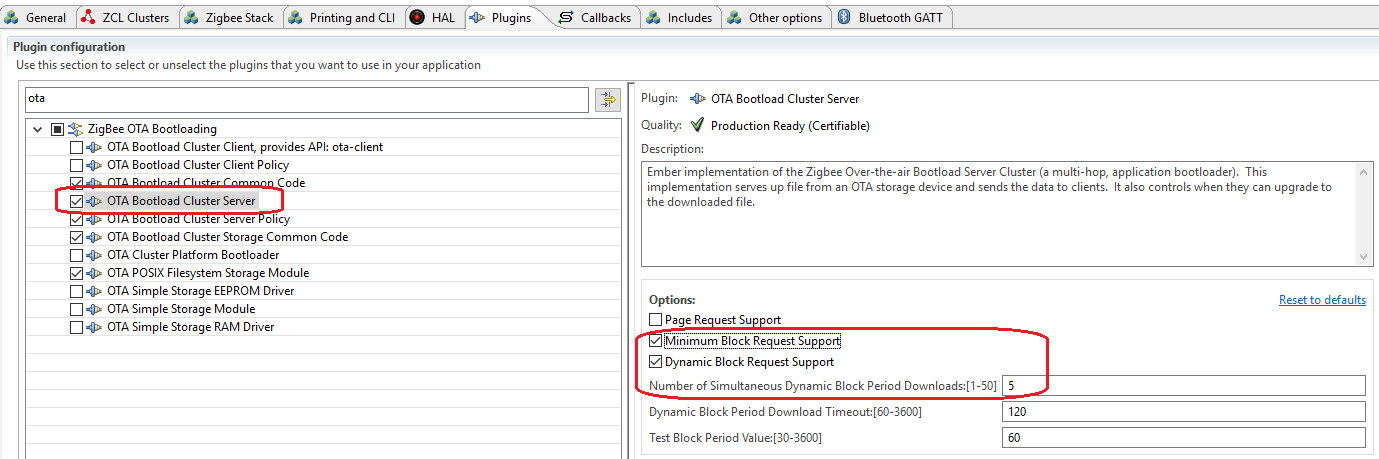 General ZCL Clusters Zigbee Stack Printing and CLI HAL Plugins Callbacks Includes Other options Bluetooth GATT
Plugin configuration
Use this section to select or unselect the plugins that you want to use in your application
ota
ZigBee OTA Bootloading
OTA Bootload Cluster Client, provides API: ota-client
OTA Bootload Cluster Client Policy
OTA Bootload Cluster Common Code
OTA Bootload Cluster Server
OTA Bootload Cluster Server Policy
OTA Bootload Cluster Storage Common Code
OTA Cluster Platform Bootloader
OTA POSIX Filesystem Storage Module
OTA Simple Storage EEPROM Driver
OTA Simple Storage Module
OTA Simple Storage RAM Driver
Plugin: OTA Bootload Cluster Server
Quality: Production Ready (Certifiable)
Description:
Ember implementation of the Zigbee Over-the-air Bootload Server Cluster (a multi-hop, application bootloader). This
implementation serves up file from an OTA storage device and sends the data to clients. It also controls when they can upgrade to
the downloaded file.
Options: Reset to defaults
Page Request Support
Minimum Block Request Support
Dynamic Block Request Support
Number of Simultaneous Dynamic Block Period Downloads:[1-50] 5
Dynamic Block Period Download Timeout:[60-3600] 120
Test Block Period Value:[30-3600] 60